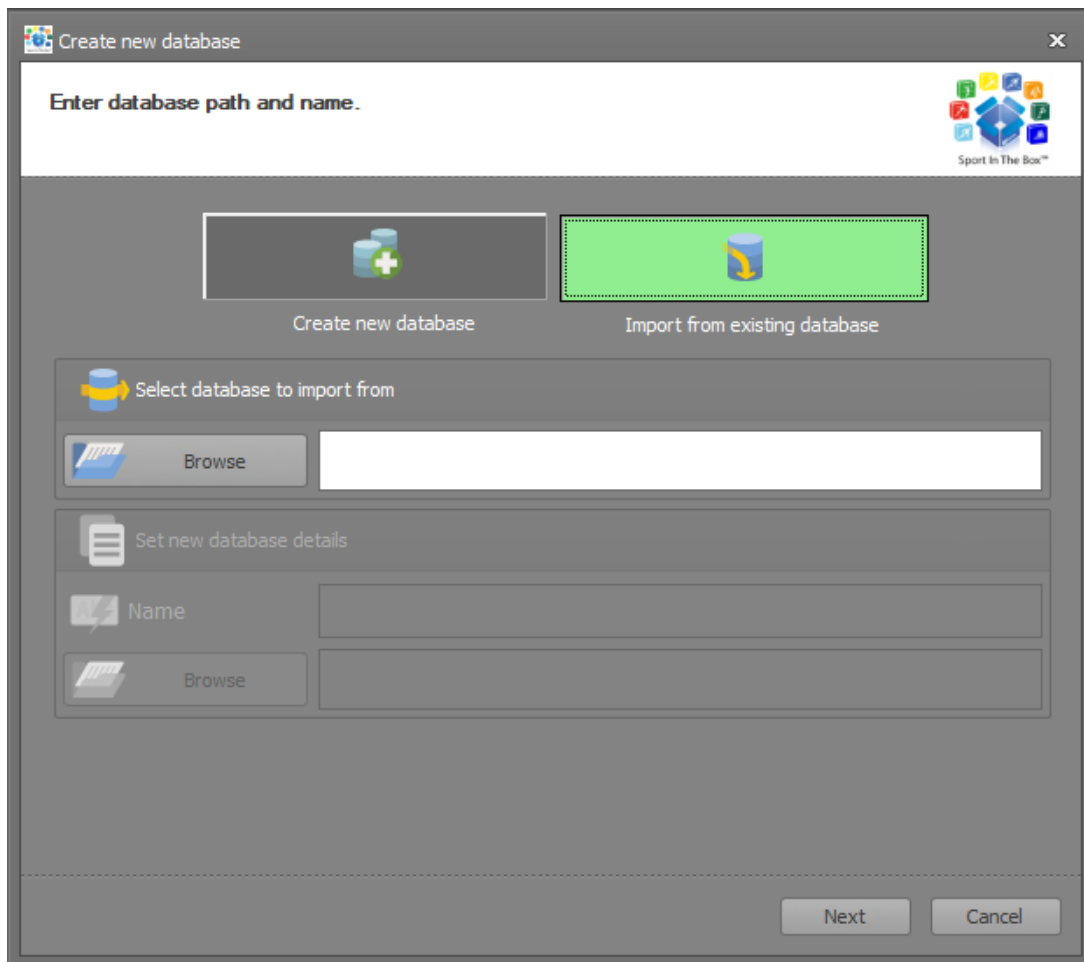 Create new database
Enter database path and name.
Sport In The Box™
Create new database
Import from existing database
Select database to import from
Browse
Set new database details
Name
Browse
Next
Cancel